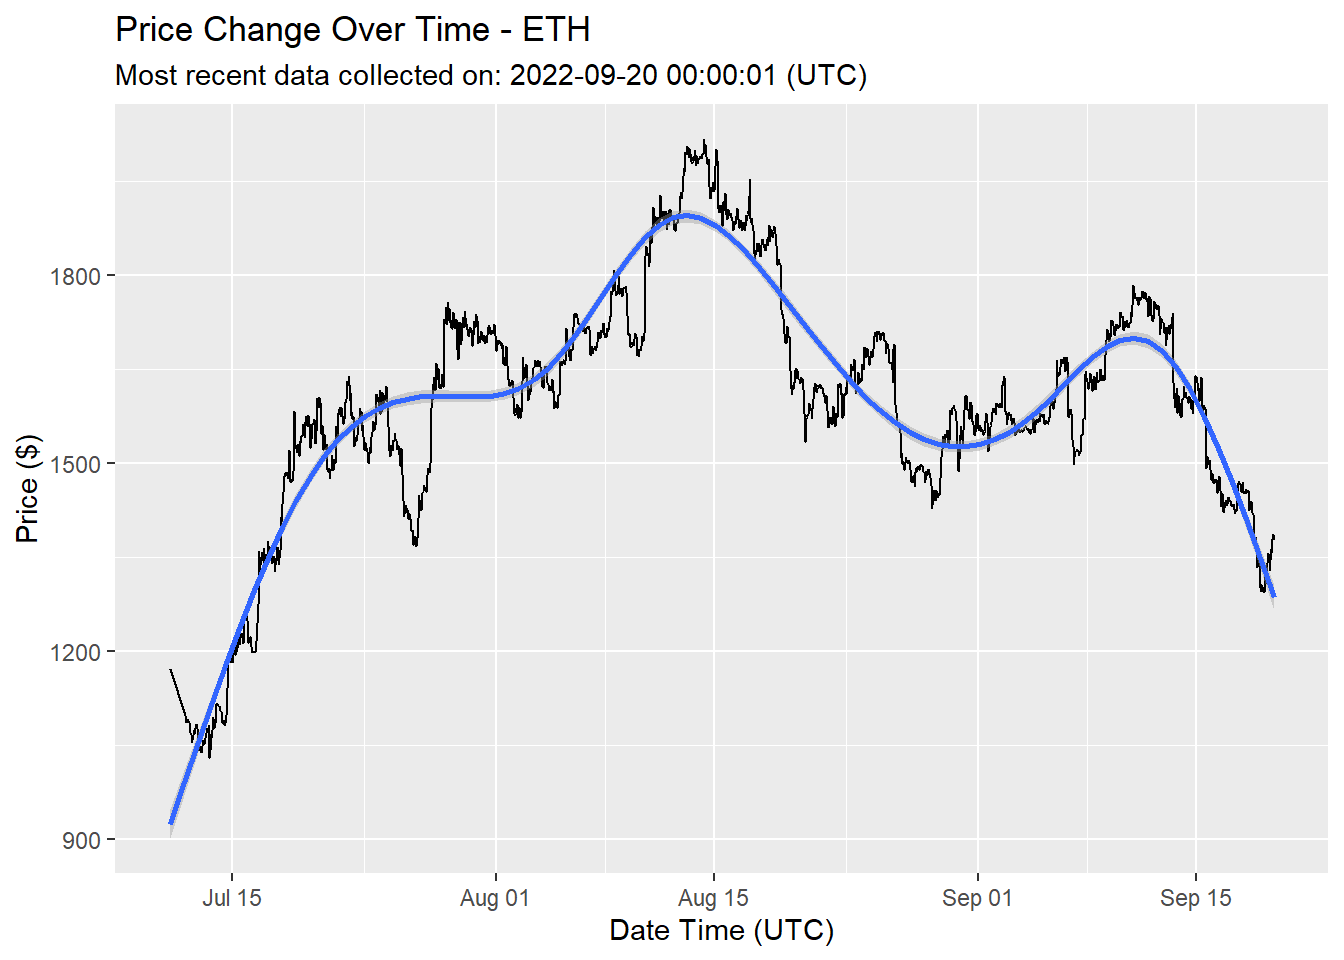 Price Change Over Time - ETH
Most recent data collected on: 2022-09-20 00:00:01 (UTC)
Price ($)
1800
1500
1200
900
Jul 15
Aug 01
Aug 15
Sep 01
Sep 15
Date Time (UTC)